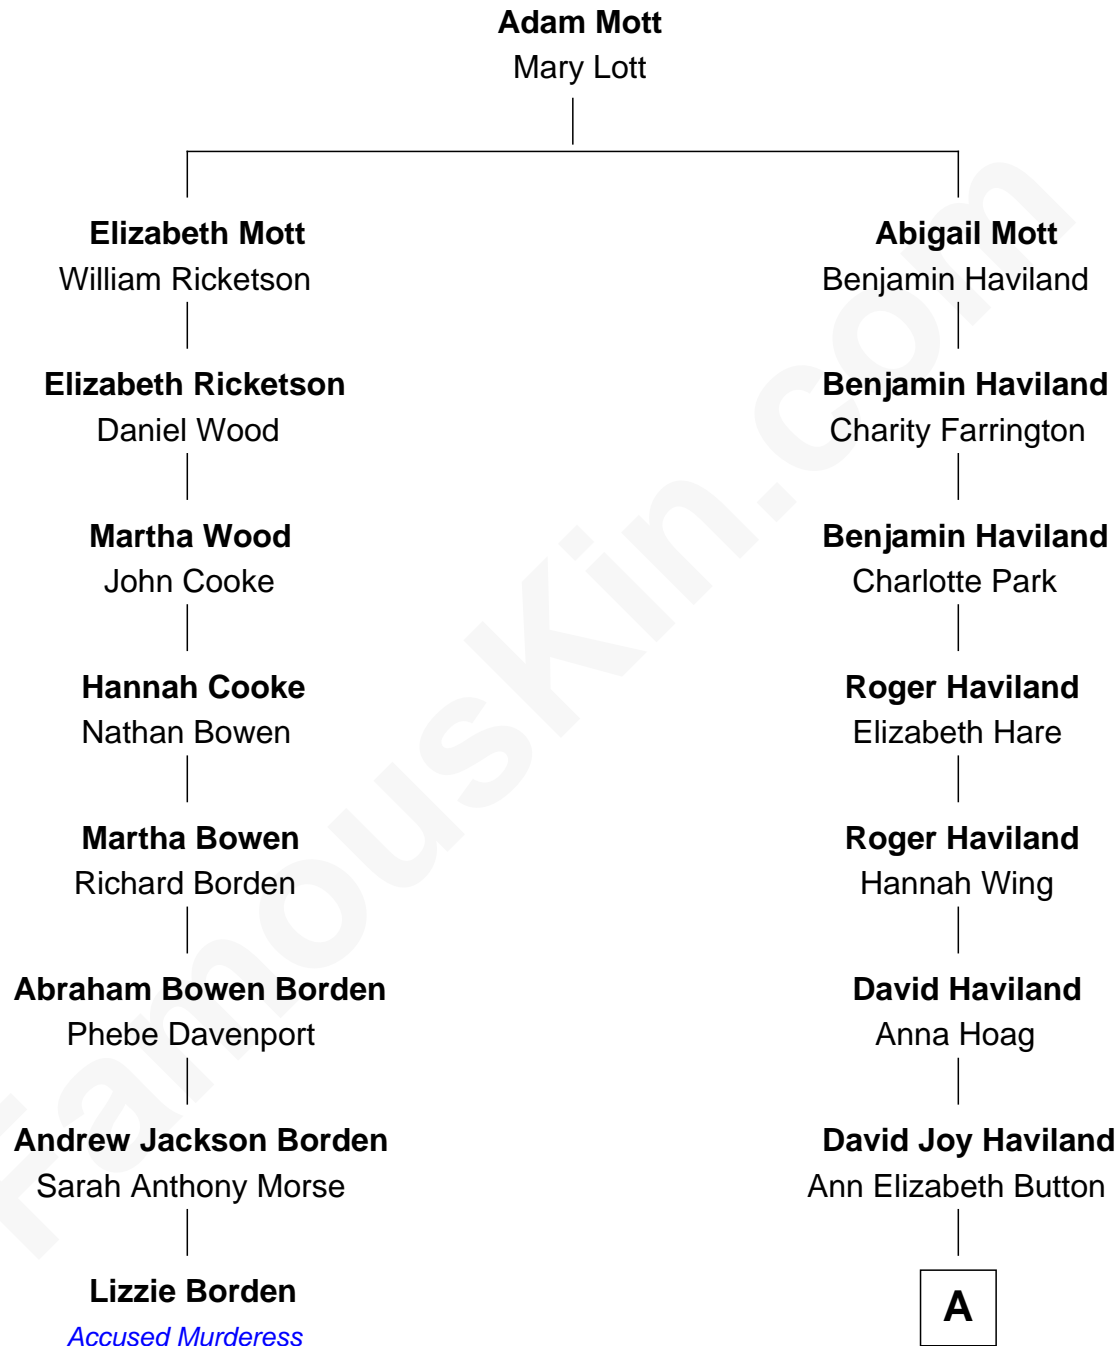 Adam Mott
Mary Lott
Elizabeth Mott
William Ricketson
Abigail Mott
Benjamin Haviland
Elizabeth Ricketson
Daniel Wood
Benjamin Haviland
Charity Farrington
Martha Wood
John Cooke
Benjamin Haviland
Charlotte Park
Hannah Cooke
Nathan Bowen
Roger Haviland
Elizabeth Hare
Martha Bowen
Richard Borden
Roger Haviland
Hannah Wing
Abraham Bowen Borden
Phebe Davenport
David Haviland
Anna Hoag
Andrew Jackson Borden
Sarah Anthony Morse
David Joy Haviland
Ann Elizabeth Button
Lizzie Borden
Accused Murderess
A
FamousKin.com